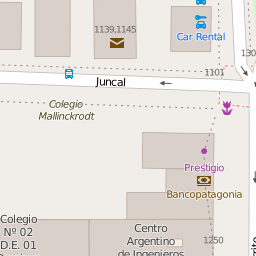 1139,1145
Car Rental
1101
Juncal
Colegio
Mallinckrodt
Prestigio
Bancopatagonia
Colegio
Nº 02
D.E. 01
Centro
Argentino
de Ingenieros
1250